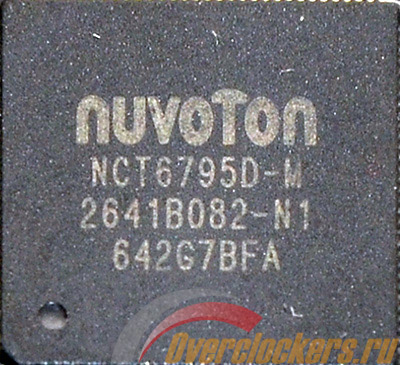 nuvoTon
NCT6795D-M
2641B082-N1
642G7BFA
Overclockers.ru